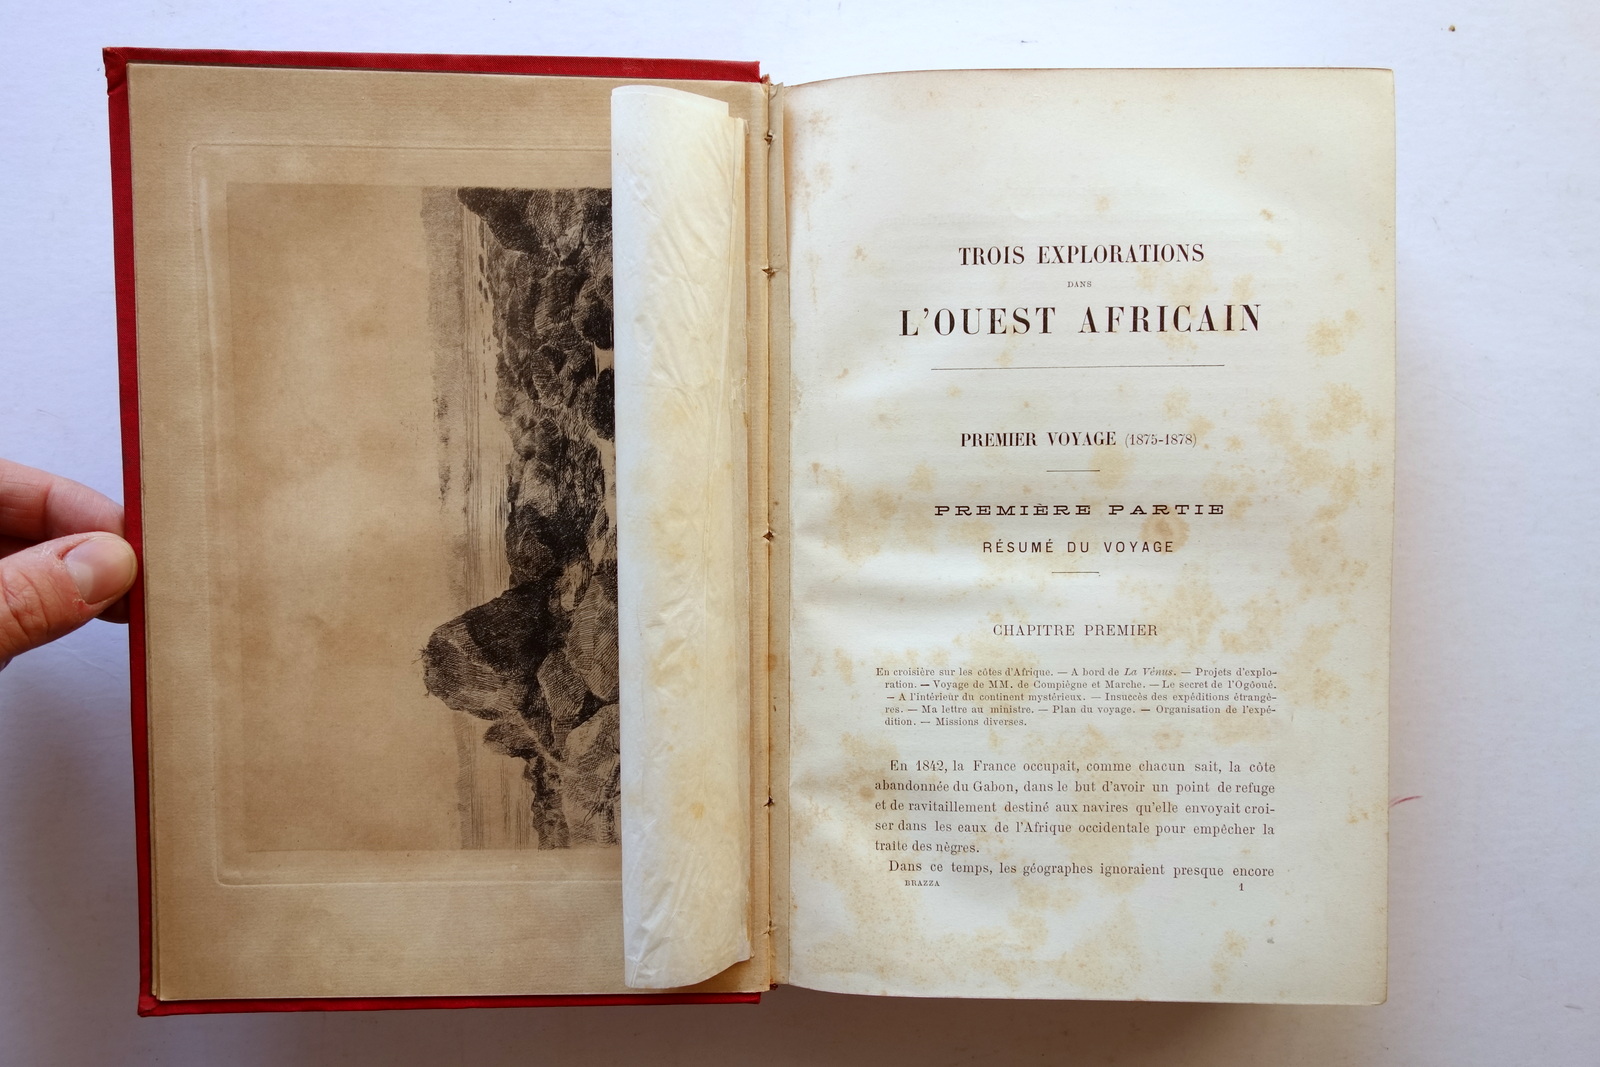 TROIS EXPLORATIONS
DANS
L'OUEST AFRICAIN
PREMIER VOYAGE (1875-1878)
PREMIÈRE PARTIE
RÉSUMÉ DU VOYAGE
CHAPITRE PREMIER
En croisière sur les côtes d'Afrique. — A bord de La Vénus. — Projets d'explo-
ration. — Voyage de MM. de Compiègne et Marche. — Le secret de l'Ogôoué.
— A l'intérieur du continent mystérieux. — Insuccès des expéditions étrangè-
res. — Ma lettre au ministre. — Plan du voyage. — Organisation de l'expé-
dition. — Missions diverses.
En 1842, la France occupait, comme chacun sait, la côte
abandonnée du Gabon, dans le but d'avoir un point de refuge
et de ravitaillement destiné aux navires qu'elle envoyait croi-
ser dans les eaux de l'Afrique occidentale pour empêcher la
traite des nègres.
Dans ce temps, les géographes ignoraient presque encore
BRAZZA 1